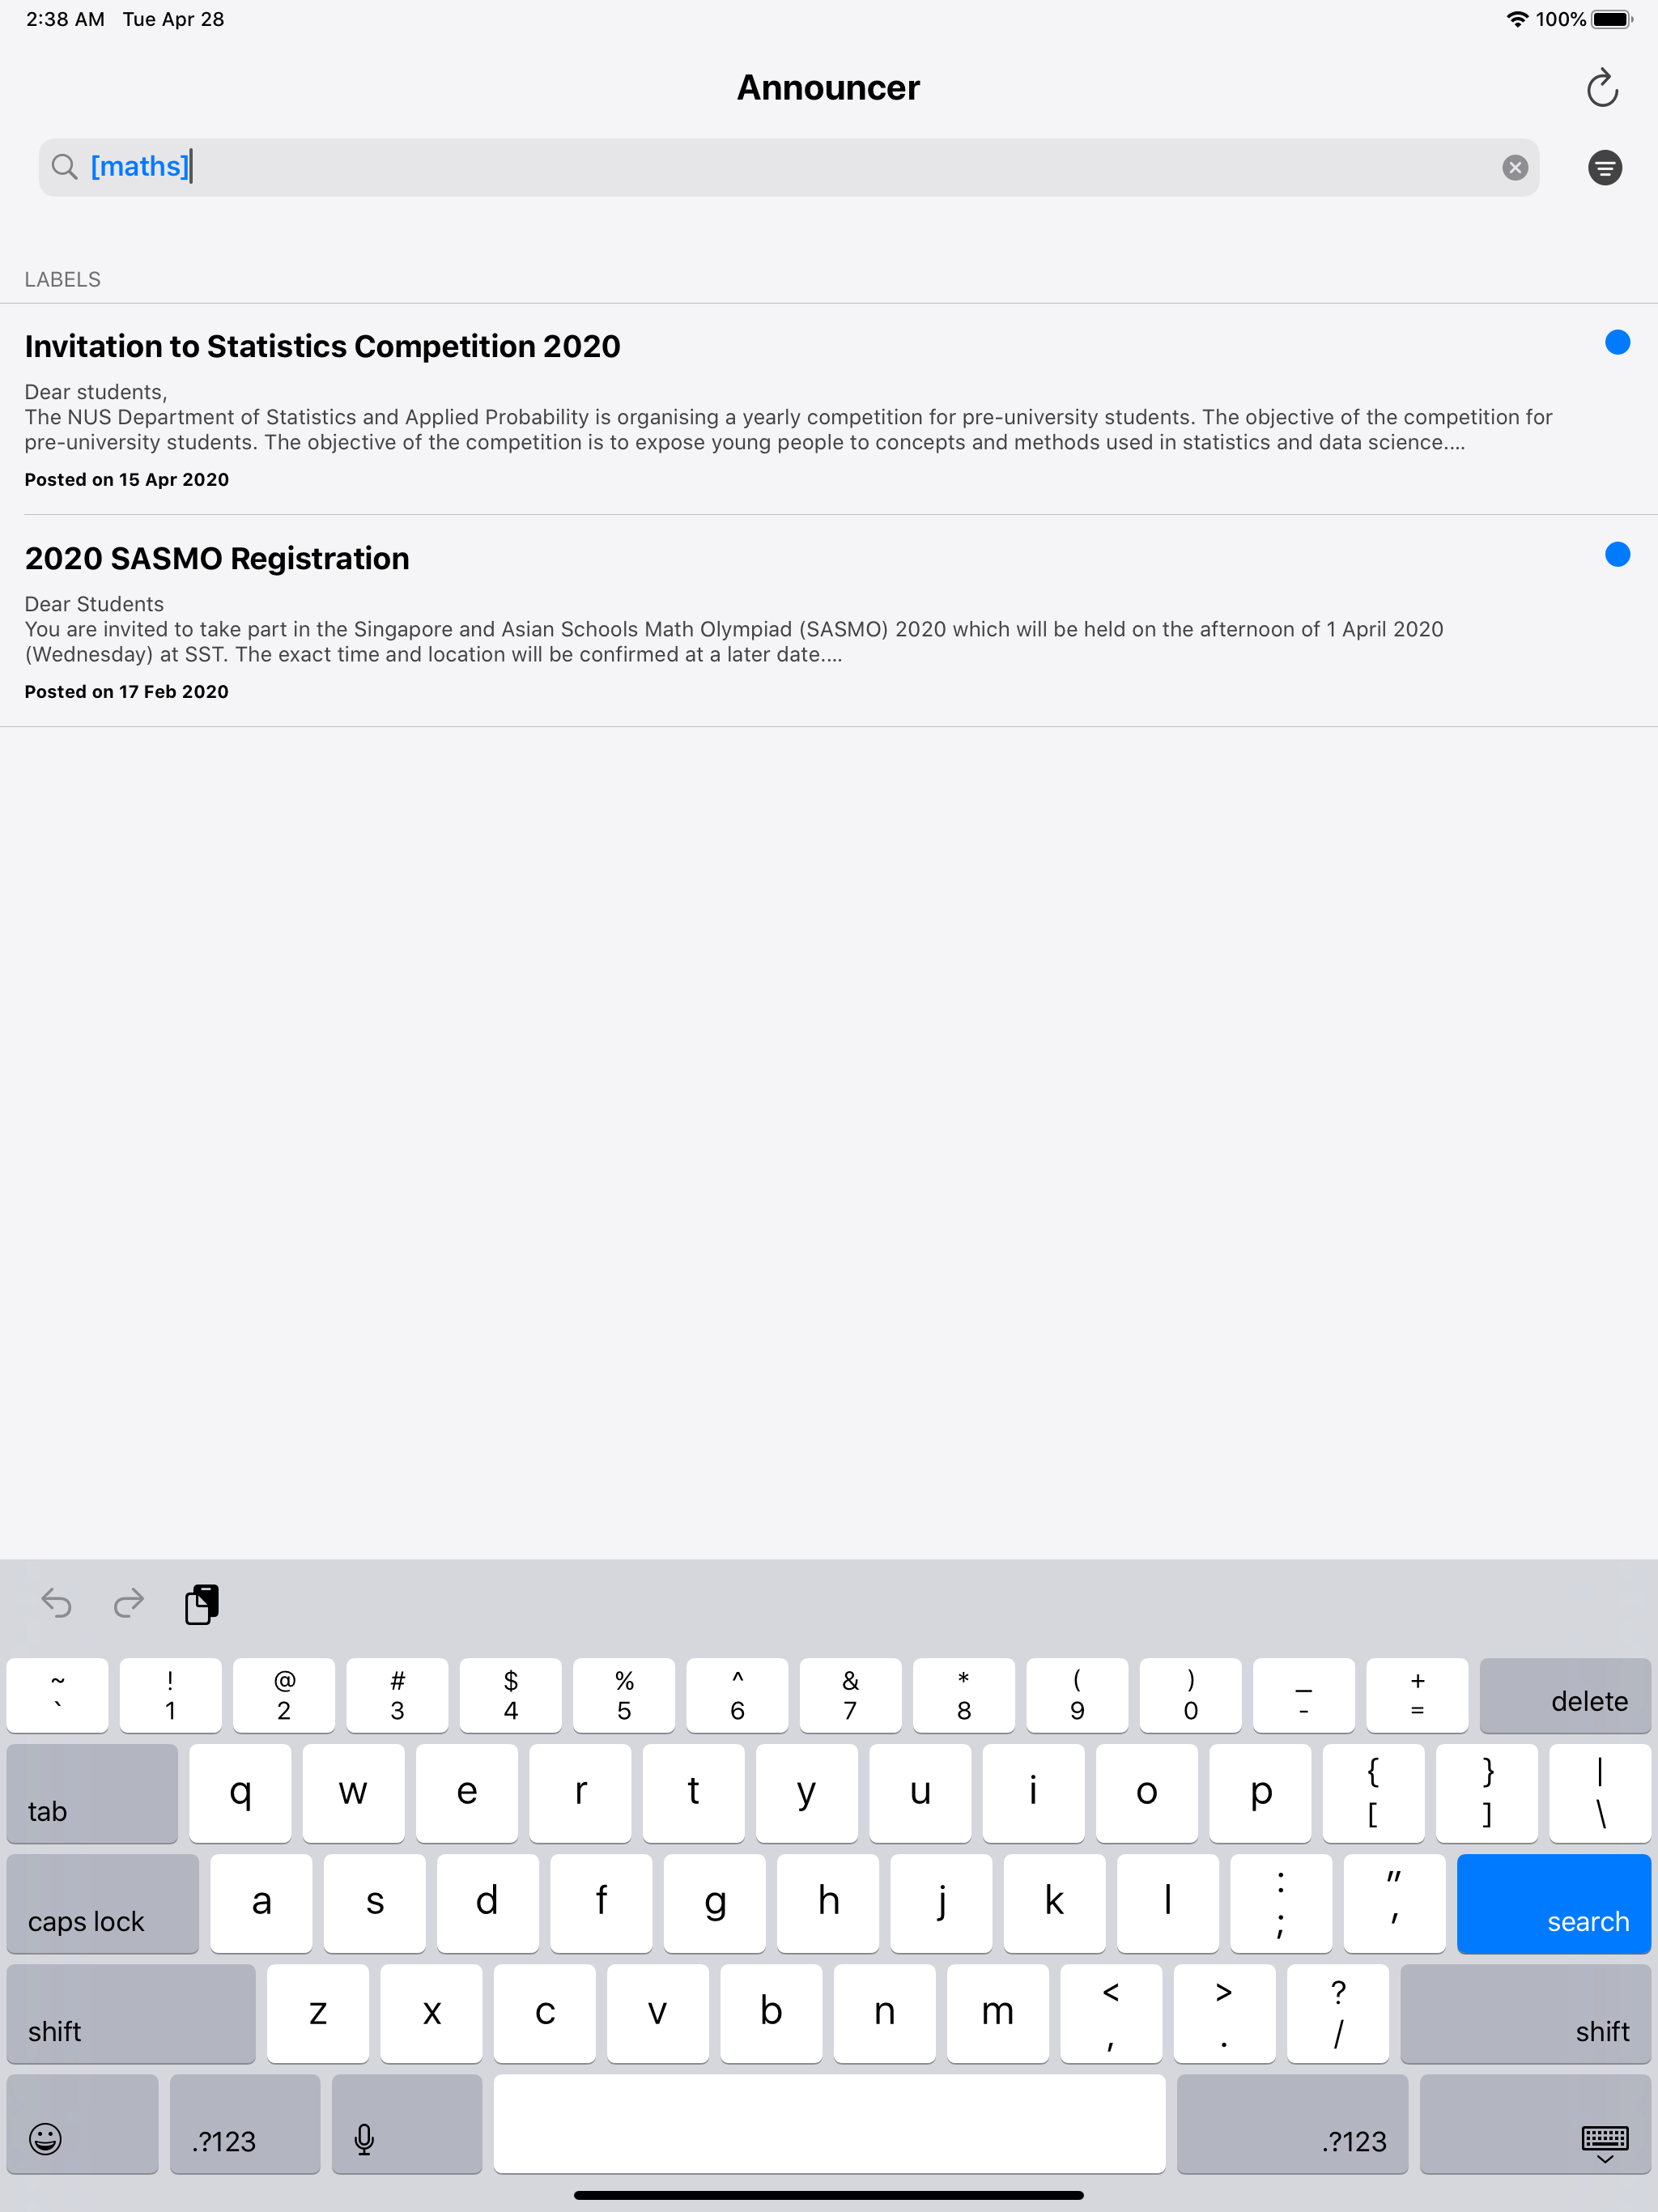 2:38 AM Tue Apr 28 100%
Announcer
[maths]
LABELS
Invitation to Statistics Competition 2020
Dear students,
The NUS Department of Statistics and Applied Probability is organising a yearly competition for pre-university students. The objective of the competition for
pre-university students. The objective of the competition is to expose young people to concepts and methods used in statistics and data science....
Posted on 15 Apr 2020
2020 SASMO Registration
Dear Students
You are invited to take part in the Singapore and Asian Schools Math Olympiad (SASMO) 2020 which will be held on the afternoon of 1 April 2020
(Wednesday) at SST. The exact time and location will be confirmed at a later date....
Posted on 17 Feb 2020
~ ! @ # $ % ^ & * ( ) _ +
` 1 2 3 4 5 6 7 8 9 0 - = delete
tab q w e r t y u i o p { [ } ] | \
caps lock a s d f g h j k l : ; " ' search
shift z x c v b n m < , > . ? / shift
.?123 .?123